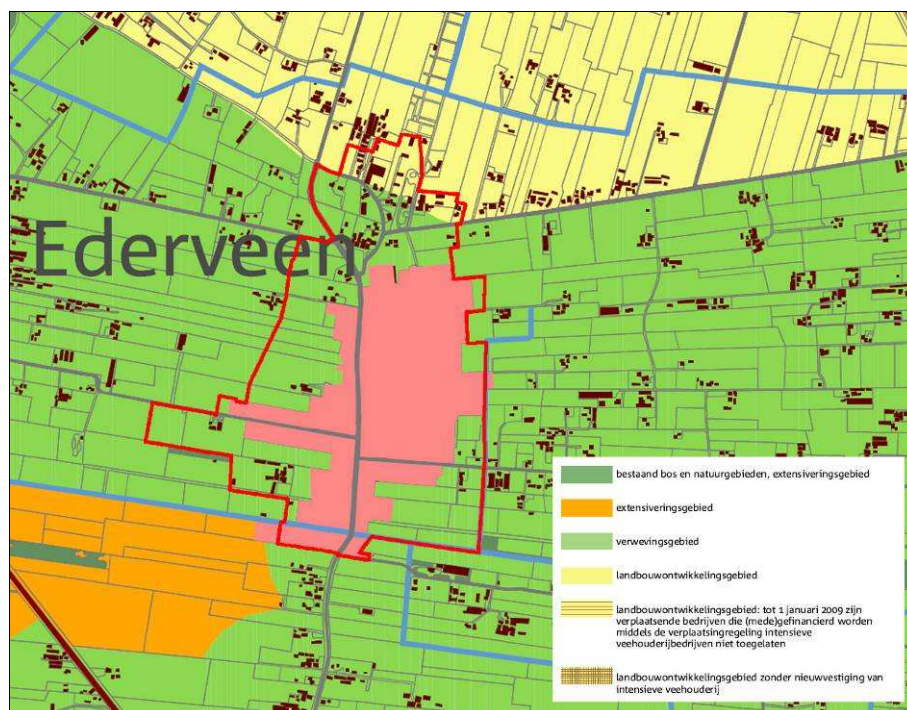 Ederveen
bestaand bos en natuurgebieden, extensiveringsgebied
extensiveringsgebied
verwevingsgebied
landbouwontwikkelingsgebied
landbouwontwikkelingsgebied: tot 1 januari 2009 zijn
verplaatsende bedrijven die (mede)gefinancierd worden
middels de verplaatsingregeling intensieve
veehouderijbedrijven niet toegelaten
landbouwontwikkelingsgebied zonder nieuwvestiging van
intensieve veehouderij